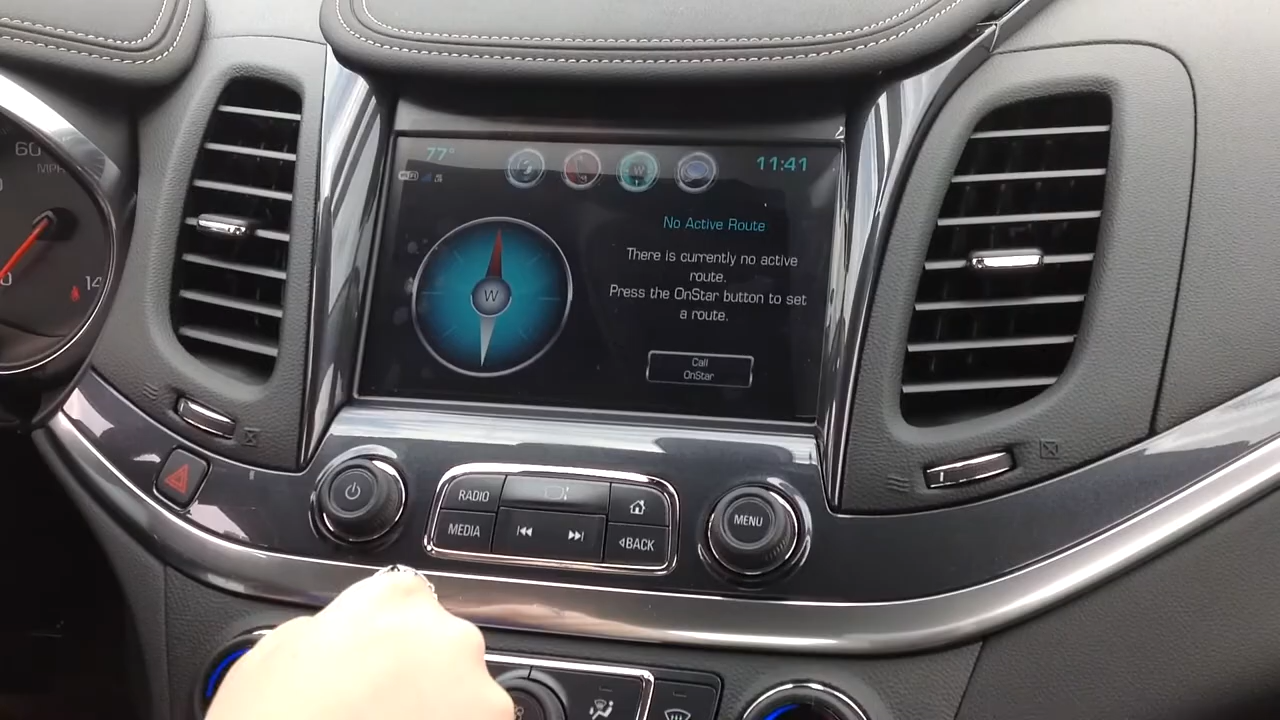 60
MPH
14
77°
11:41
WiFi
W
No Active Route
There is currently no active
route.
Press the OnStar button to set
a route.
W
Call
OnStar
RADIO
MEDIA
BACK
MENU